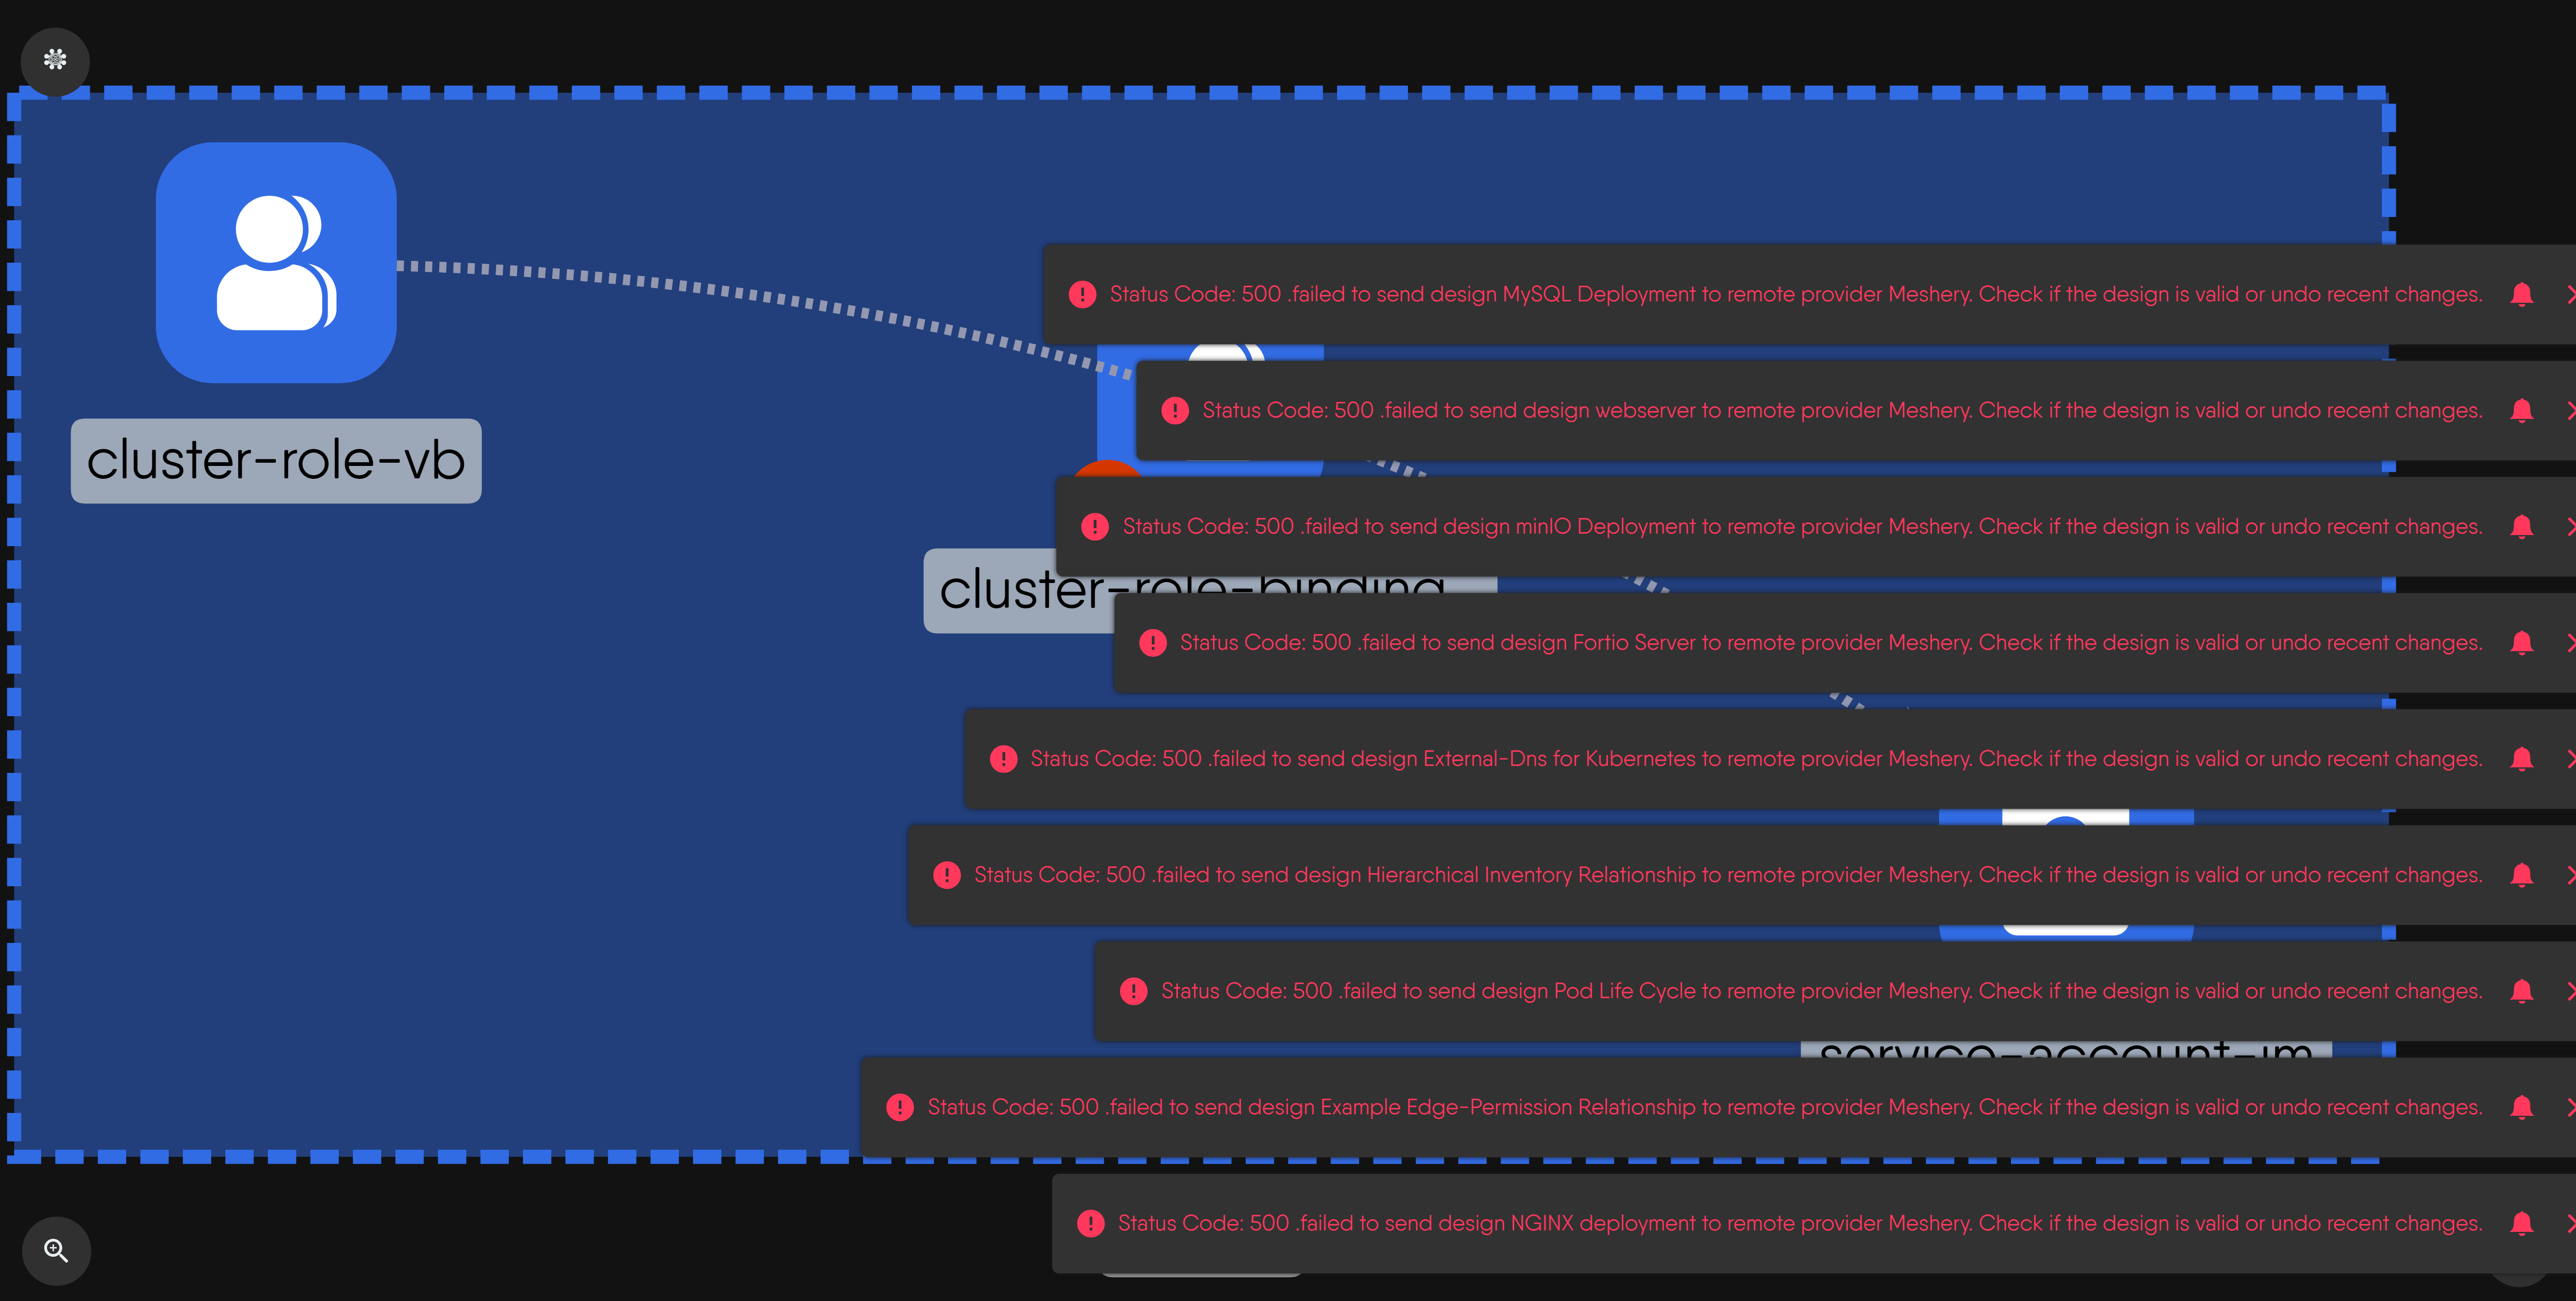 cluster-role-vb
Status Code: 500 .failed to send design MySQL Deployment to remote provider Meshery. Check if the design is valid or undo recent changes.
Status Code: 500 .failed to send design webserver to remote provider Meshery. Check if the design is valid or undo recent changes.
Status Code: 500 .failed to send design minIO Deployment to remote provider Meshery. Check if the design is valid or undo recent changes.
cluster-role-binding
Status Code: 500 .failed to send design Fortio Server to remote provider Meshery. Check if the design is valid or undo recent changes.
Status Code: 500 .failed to send design External-Dns for Kubernetes to remote provider Meshery. Check if the design is valid or undo recent changes.
Status Code: 500 .failed to send design Hierarchical Inventory Relationship to remote provider Meshery. Check if the design is valid or undo recent changes.
Status Code: 500 .failed to send design Pod Life Cycle to remote provider Meshery. Check if the design is valid or undo recent changes.
service-account-jm
Status Code: 500 .failed to send design Example Edge-Permission Relationship to remote provider Meshery. Check if the design is valid or undo recent changes.
Status Code: 500 .failed to send design NGINX deployment to remote provider Meshery. Check if the design is valid or undo recent changes.